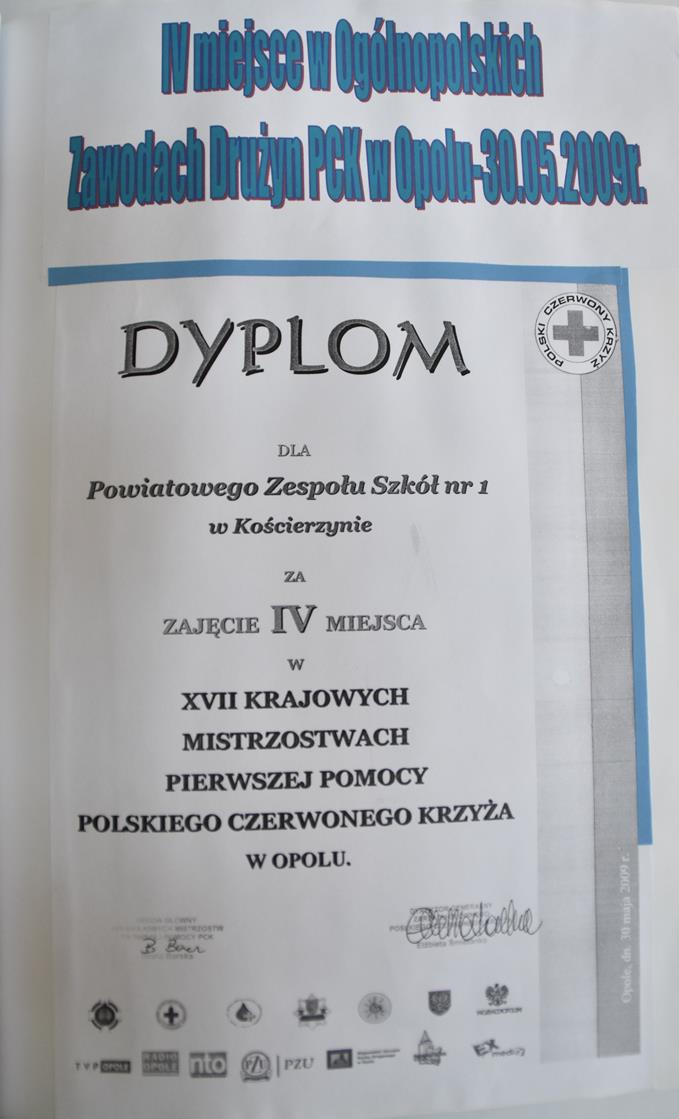 IV miejsce w Ogólnopolskich
Zawodach Drużyn PCK w Opolu-30.05.2009r.
POLSKI CZERWONY KRZYŻ
DYPLOM
DLA
Powiatowego Zespołu Szkół nr 1
w Kościerzynie
ZA
ZAJĘCIE IV MIEJSCA
W
XVII KRAJOWYCH
MISTRZOSTWACH
PIERWSZEJ POMOCY
POLSKIEGO CZERWONEGO KRZYŻA
W OPOLU.
Opole, dn. 30 maja 2009 r.
Elżbieta
TVP OPOLE
RADIO OPOLE
nto
PZU
PZU